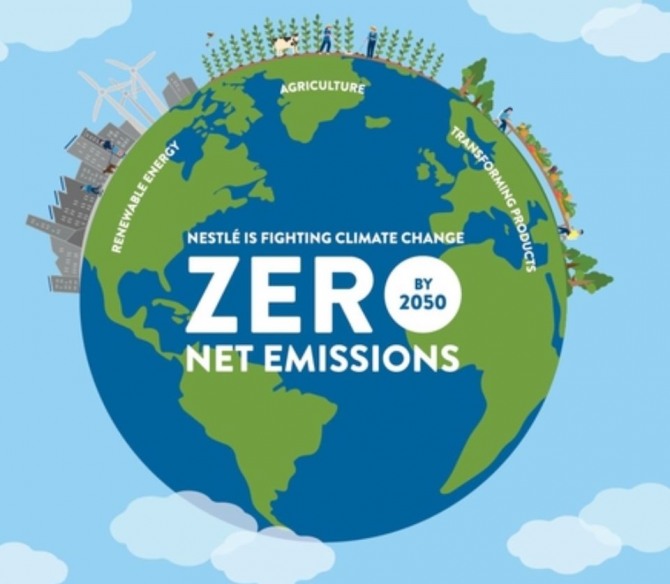 AGRICULTURE
RENEWABLE ENERGY
TRANSFORMING PRODUCTS
NESTLÉ IS FIGHTING CLIMATE CHANGE
ZERO
BY
2050
NET EMISSIONS